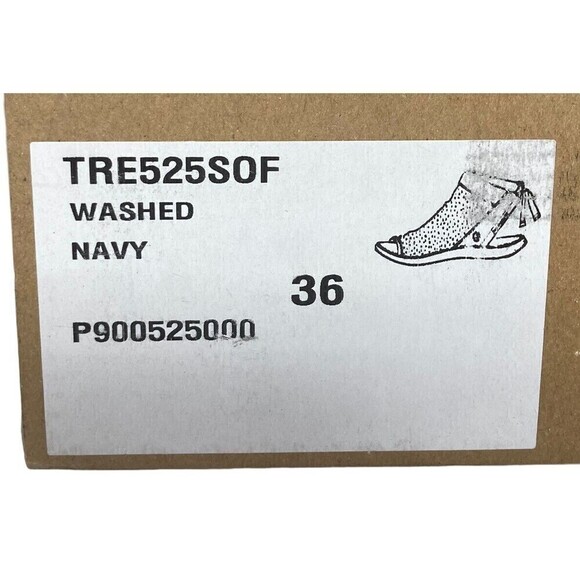 TRE525SOF
WASHED
NAVY
36
P900525000